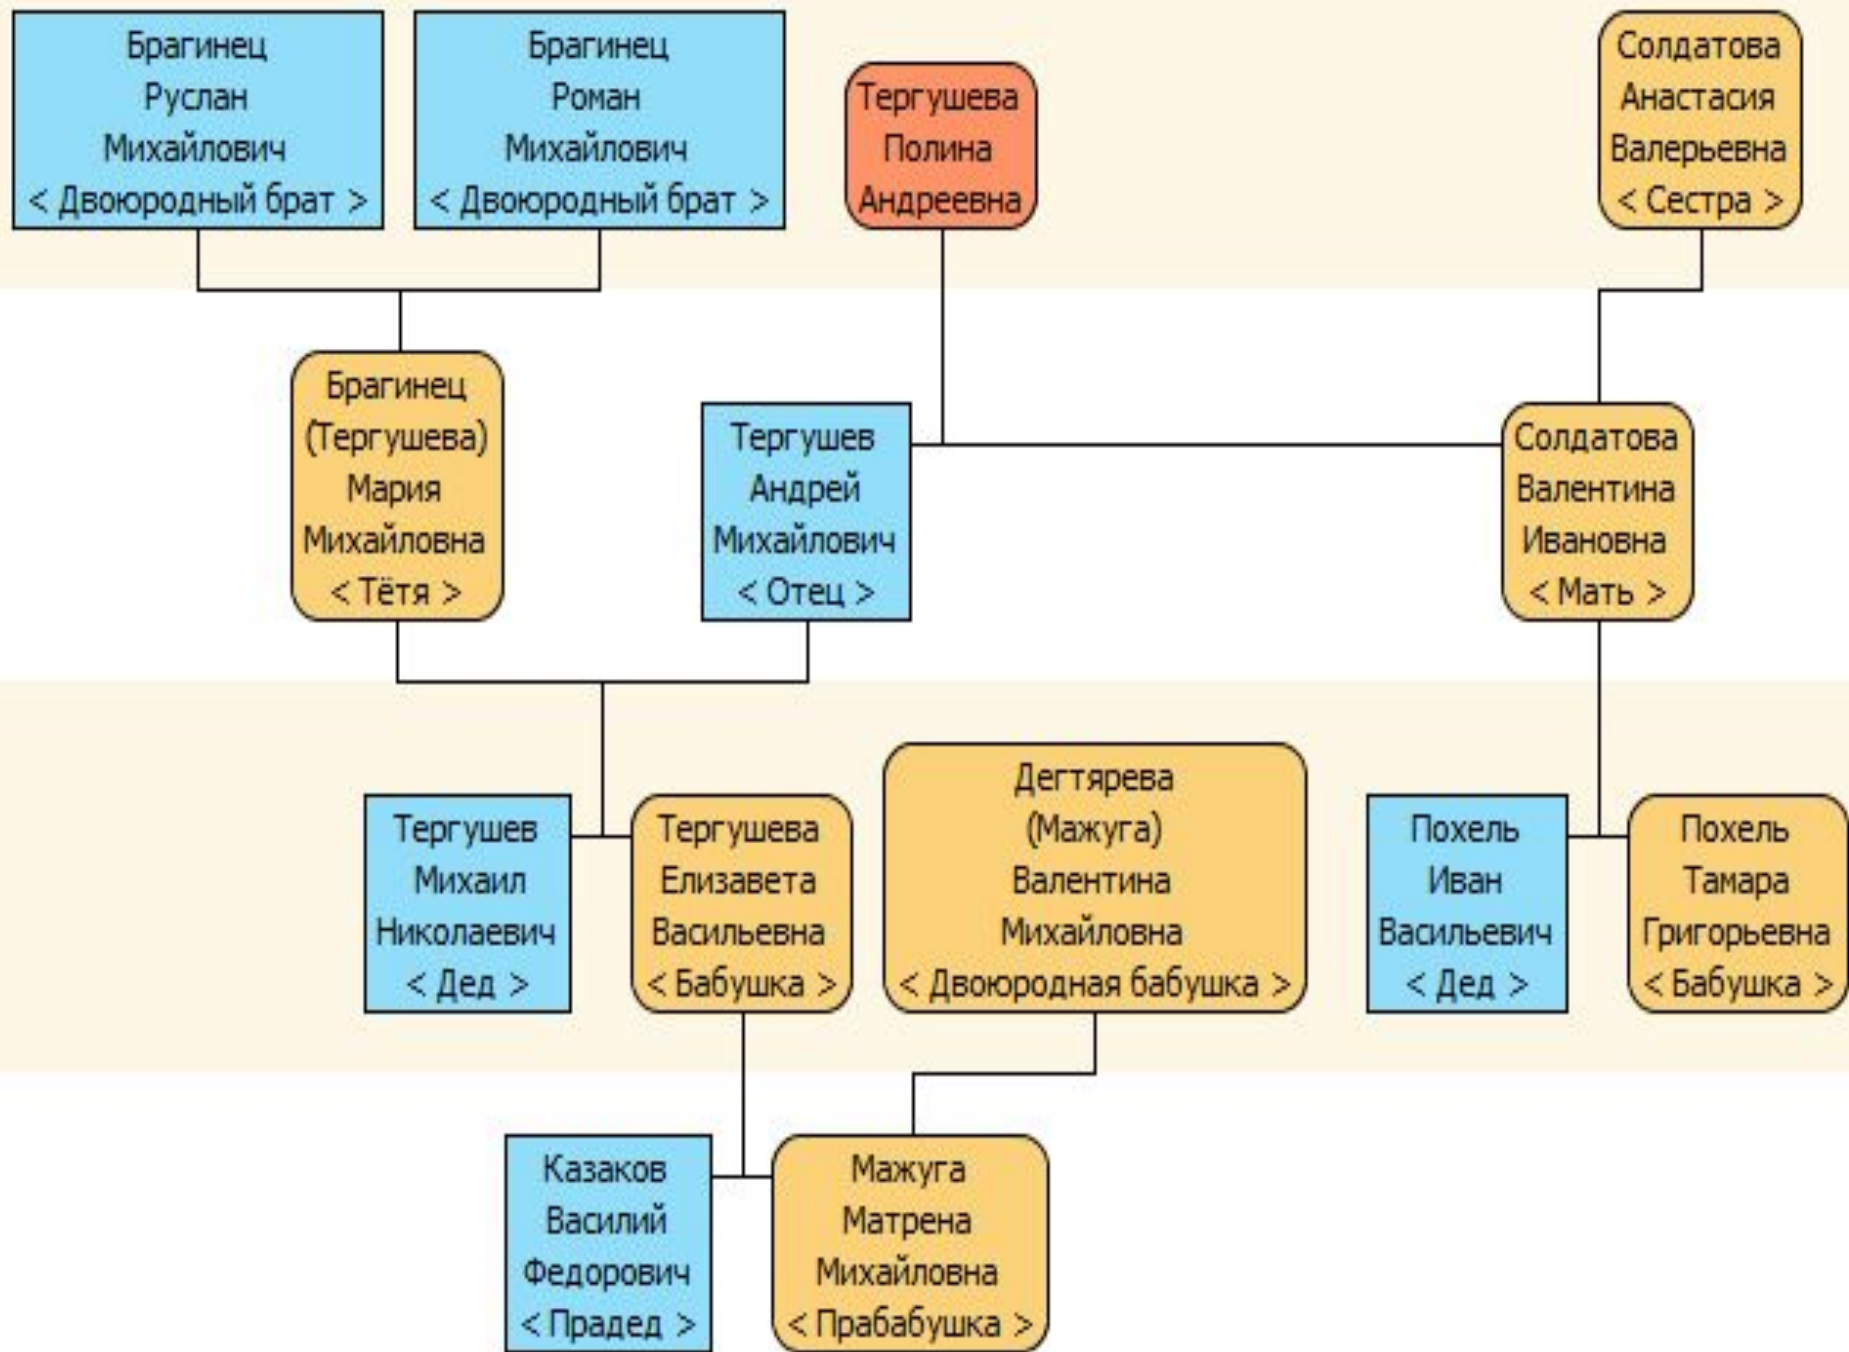 Брагинец
Руслан
Михайлович
< Двоюродный брат >
Брагинец
Роман
Михайлович
< Двоюродный брат >
Тергушева
Полина
Андреевна
Солдатова
Анастасия
Валерьевна
< Сестра >
Брагинец
(Тергушева)
Мария
Михайловна
< Тётя >
Тергушев
Андрей
Михайлович
< Отец >
Солдатова
Валентина
Ивановна
< Мать >
Тергушев
Михаил
Николаевич
< Дед >
Тергушева
Елизавета
Васильевна
< Бабушка >
Дегтярева
(Мажуга)
Валентина
Михайловна
< Двоюродная бабушка >
Похель
Иван
Васильевич
< Дед >
Похель
Тамара
Григорьевна
< Бабушка >
Казаков
Василий
Федорович
< Прадед >
Мажуга
Матрена
Михайловна
< Прабабушка >